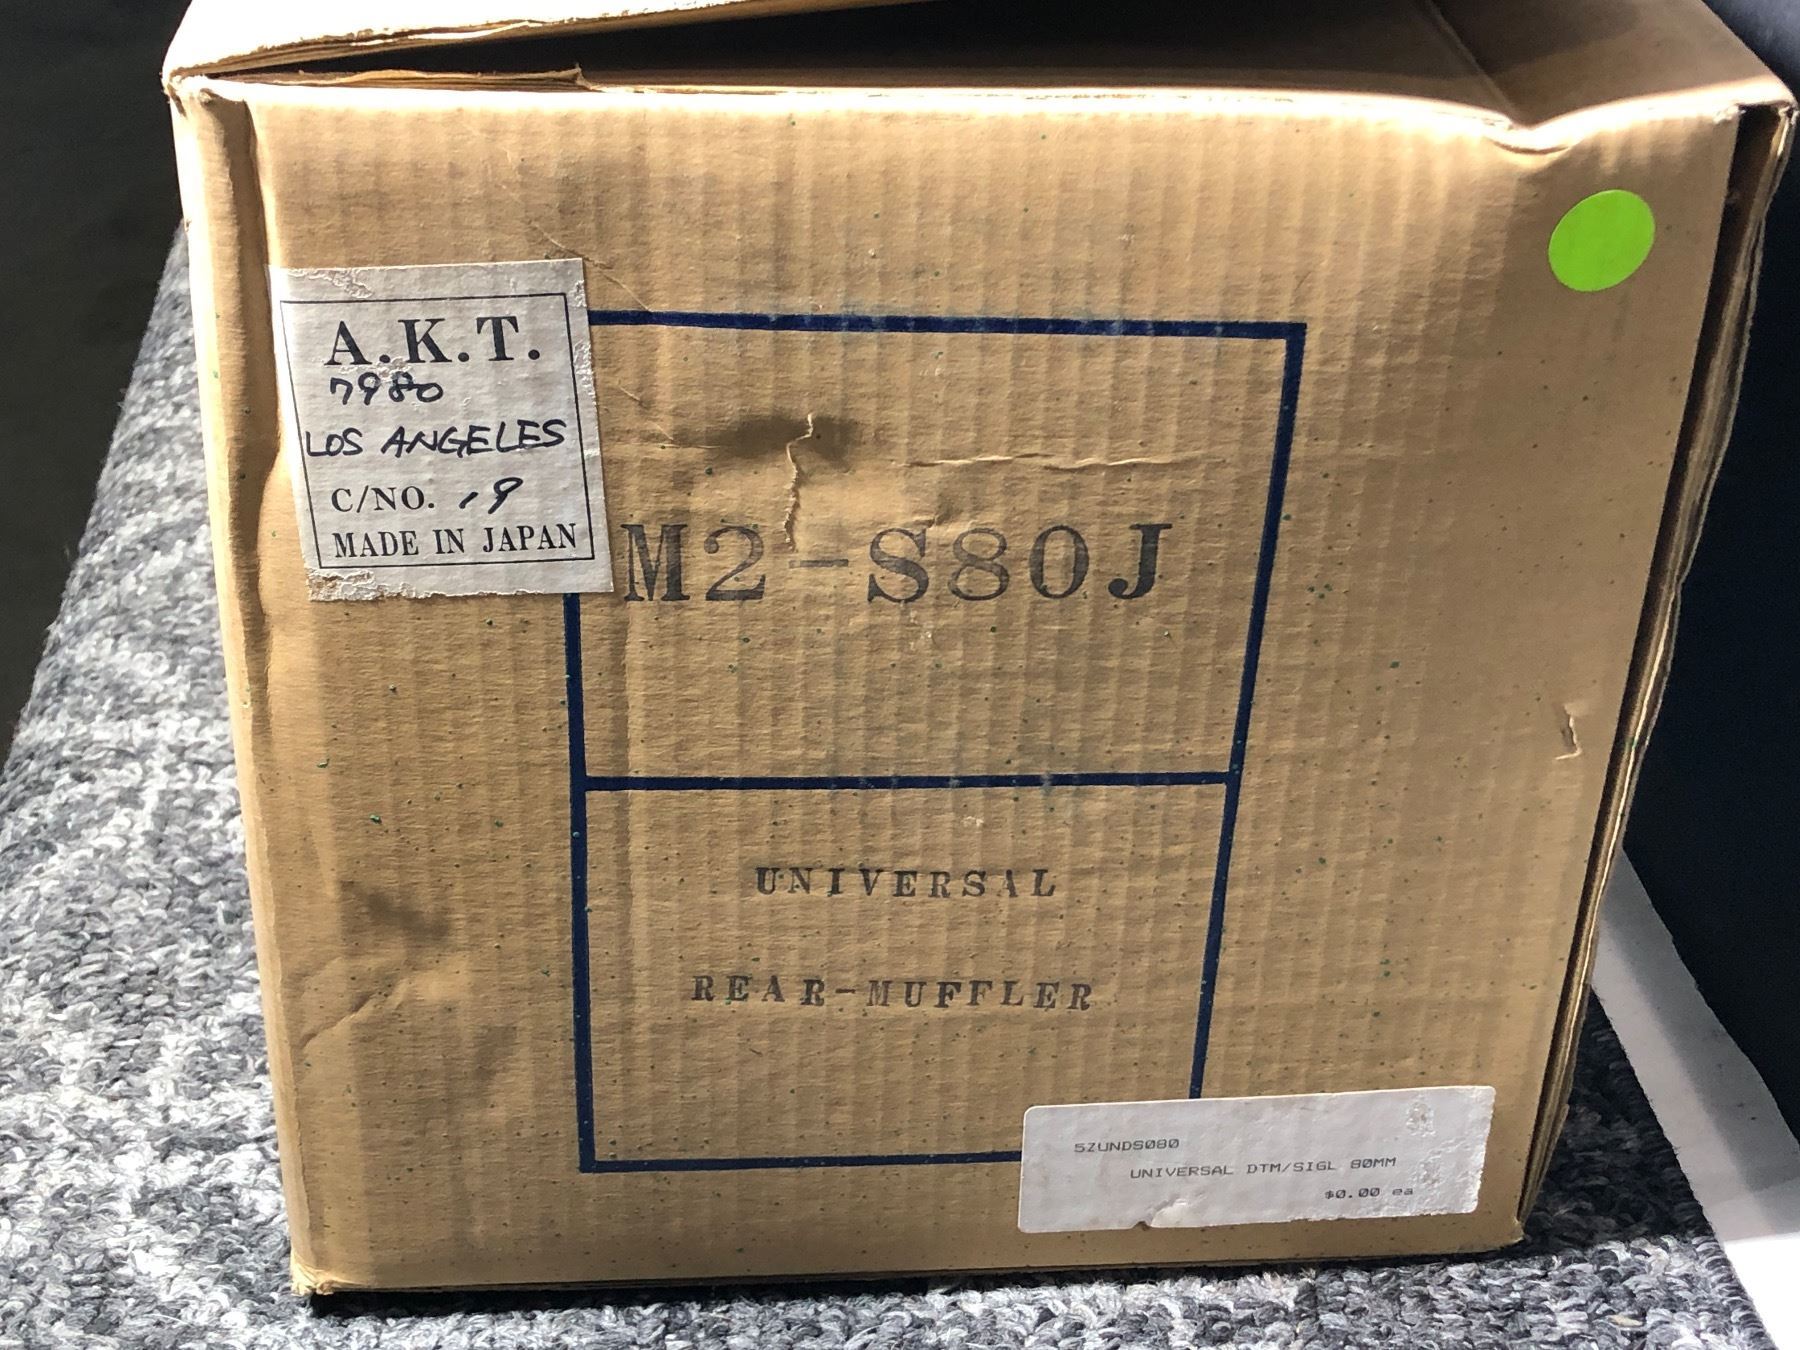 A.K.T.
7980
LOS ANGELES
C/NO. 19
MADE IN JAPAN
M2-S80J
UNIVERSAL
REAR-MUFFLER
5ZUNDS080
UNIVERSAL DTM/SIGL 80MM
$0.00 ea